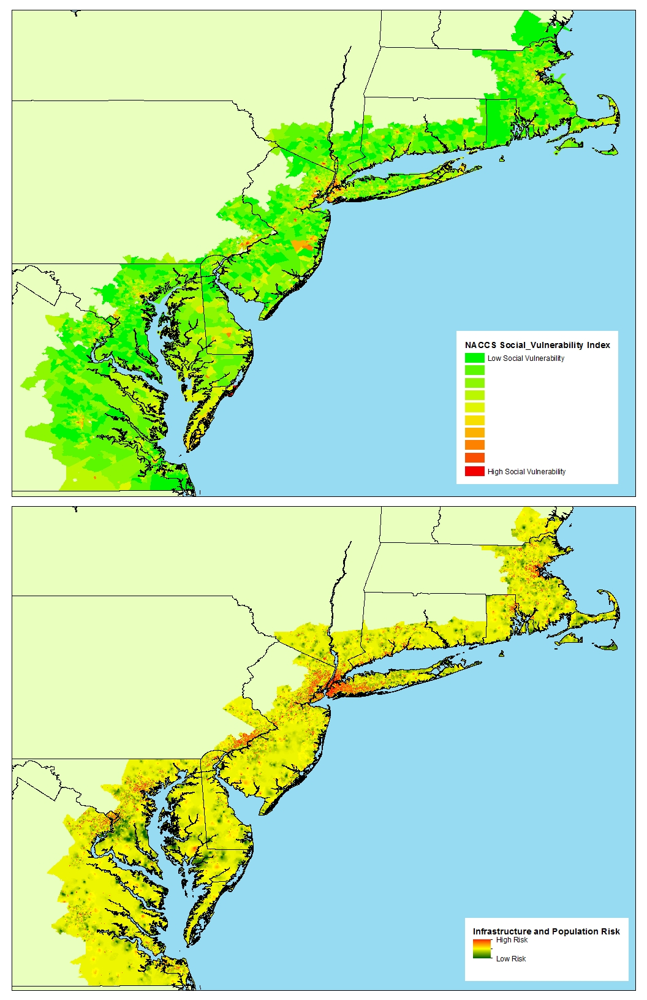 NACCS Social_Vulnerability Index
Low Social Vulnerability
High Social Vulnerability
Infrastructure and Population Risk
High Risk
Low Risk